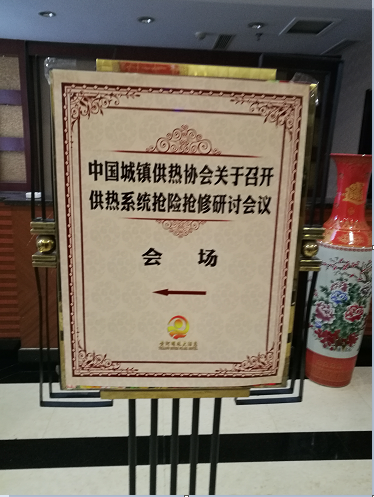 中国城镇供热协会关于召开
供热系统抢险抢修研讨会议
会 场